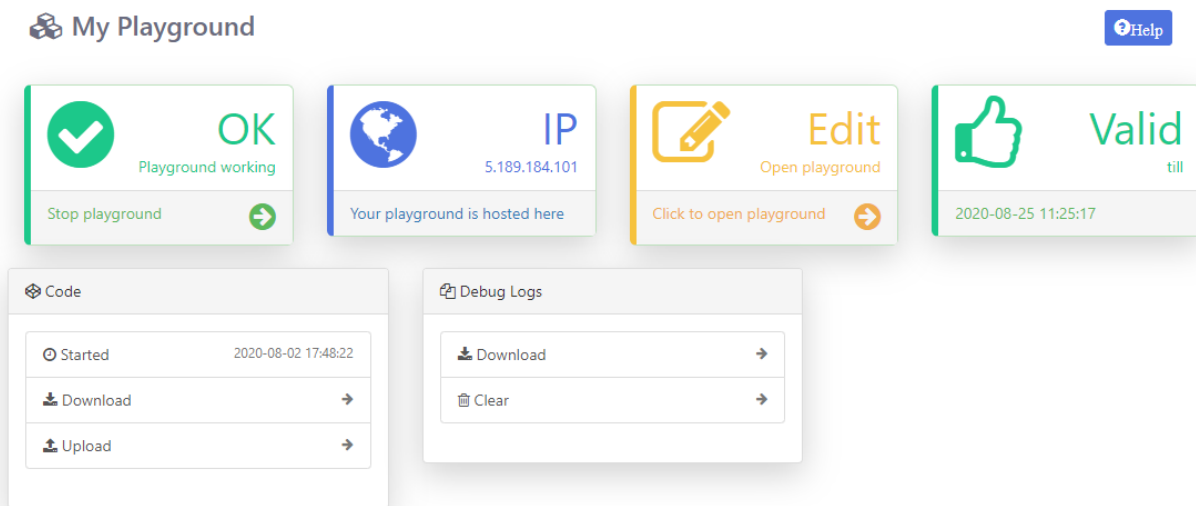 My Playground
Help
OK
Playground working
Stop playground
IP
5.189.184.101
Your playground is hosted here
Edit
Open playground
Click to open playground
Valid
till
2020-08-25 11:25:17
Code
Started 2020-08-02 17:48:22
Download
Upload
Debug Logs
Download
Clear